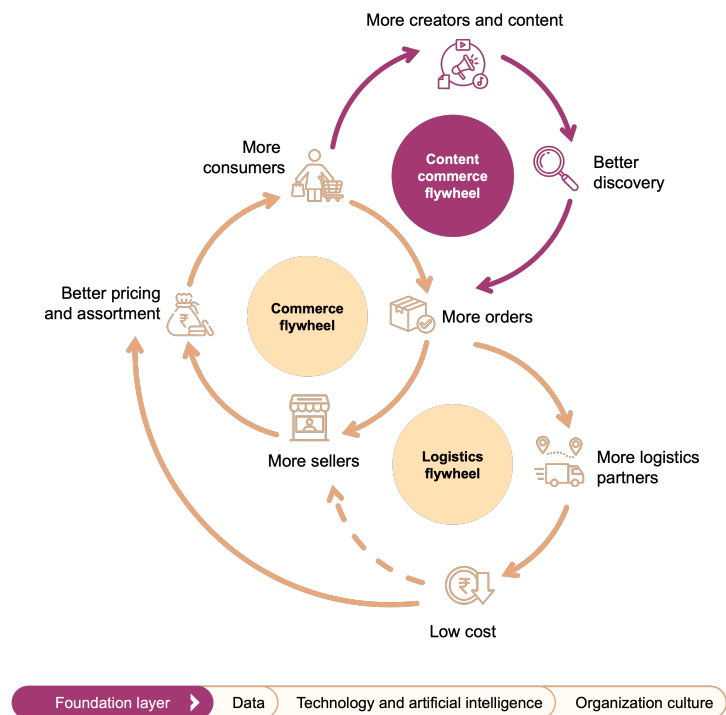 More creators and content
More
consumers
Content
commerce
flywheel
Better
discovery
Better pricing
and assortment
₹
Commerce
flywheel
More orders
More sellers
Logistics
flywheel
More logistics
partners
₹
Low cost
Foundation layer
Data
Technology and artificial intelligence
Organization culture